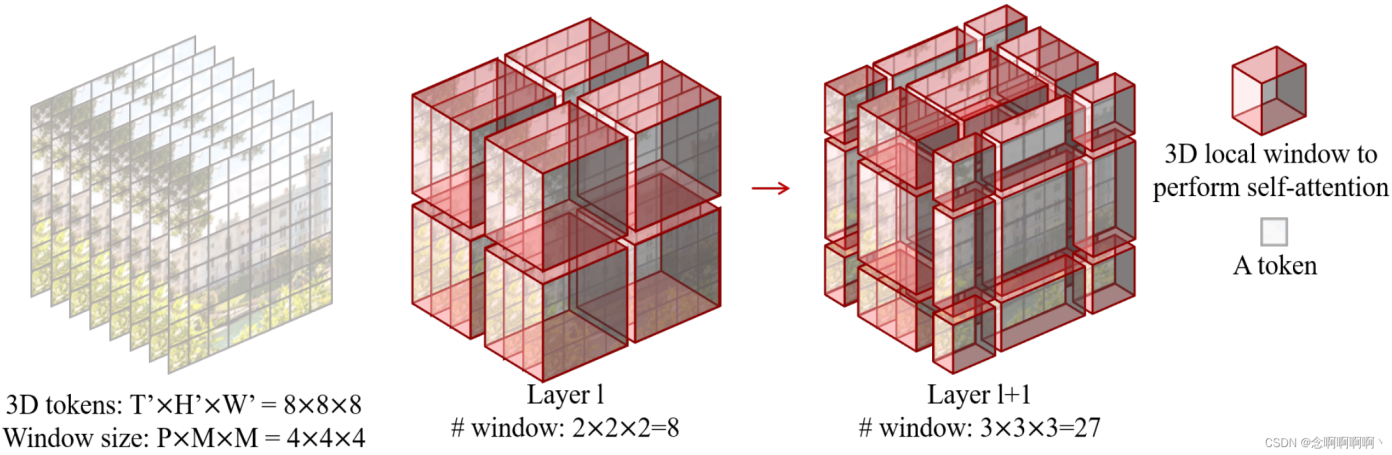 3D tokens: T’×H’×W’ = 8×8×8
Window size: P×M×M = 4×4×4
Layer l
# window: 2×2×2=8
Layer l+1
# window: 3×3×3=27
3D local window to
perform self-attention
A token
CSDN @念啊啊啊啊丶